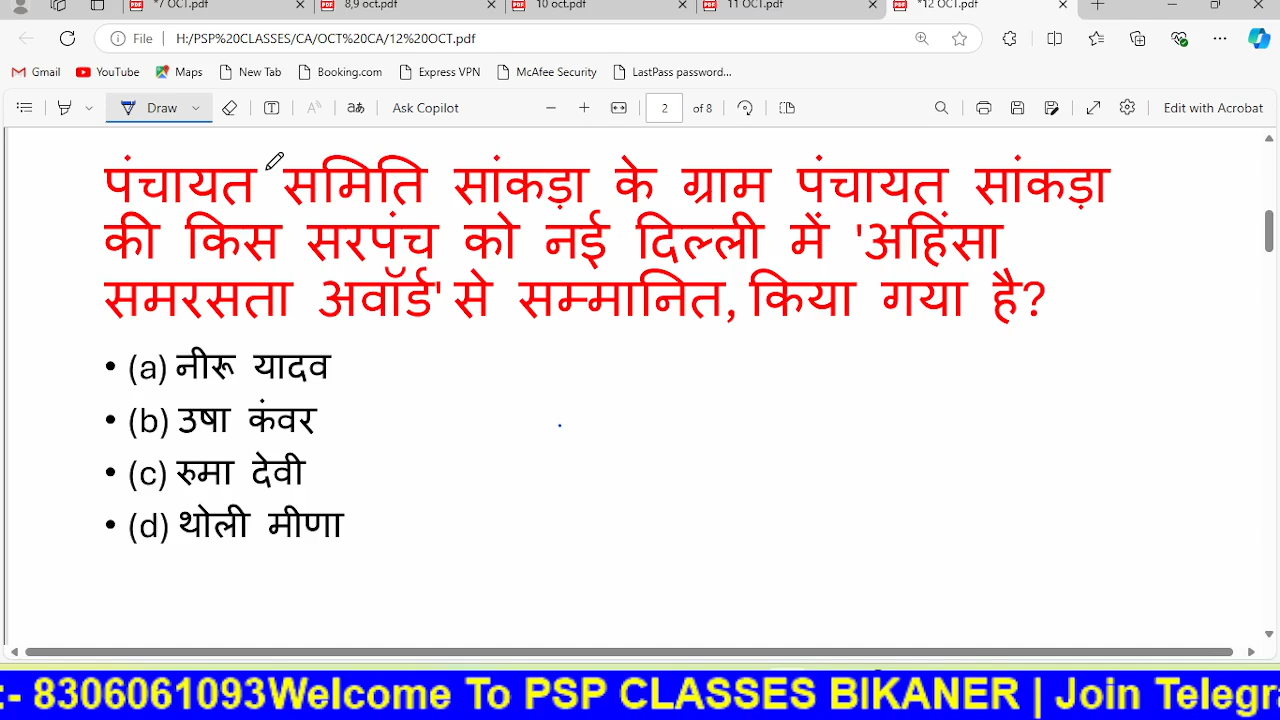 *7 OCT.pdf
8,9 oct.pdf
10 oct.pdf
11 OCT.pdf
*12 OCT.pdf
File
H:/PSP%20CLASSES/CA/OCT%20CA/12%20OCT.pdf
Gmail YouTube Maps New Tab Booking.com Express VPN McAfee Security LastPass password...
Draw
Ask Copilot
2 of 8
Edit with Acrobat
पंचायत समिति सांकड़ा के ग्राम पंचायत सांकड़ा
की किस सरपंच को नई दिल्ली में 'अहिंसा
समरसता अवॉर्ड' से सम्मानित, किया गया है?
• (a) नीरू यादव
• (b) उषा कंवर
• (c) रुमा देवी
• (d) थोली मीणा
:- 8306061093Welcome To PSP CLASSES BIKANER | Join Telegr